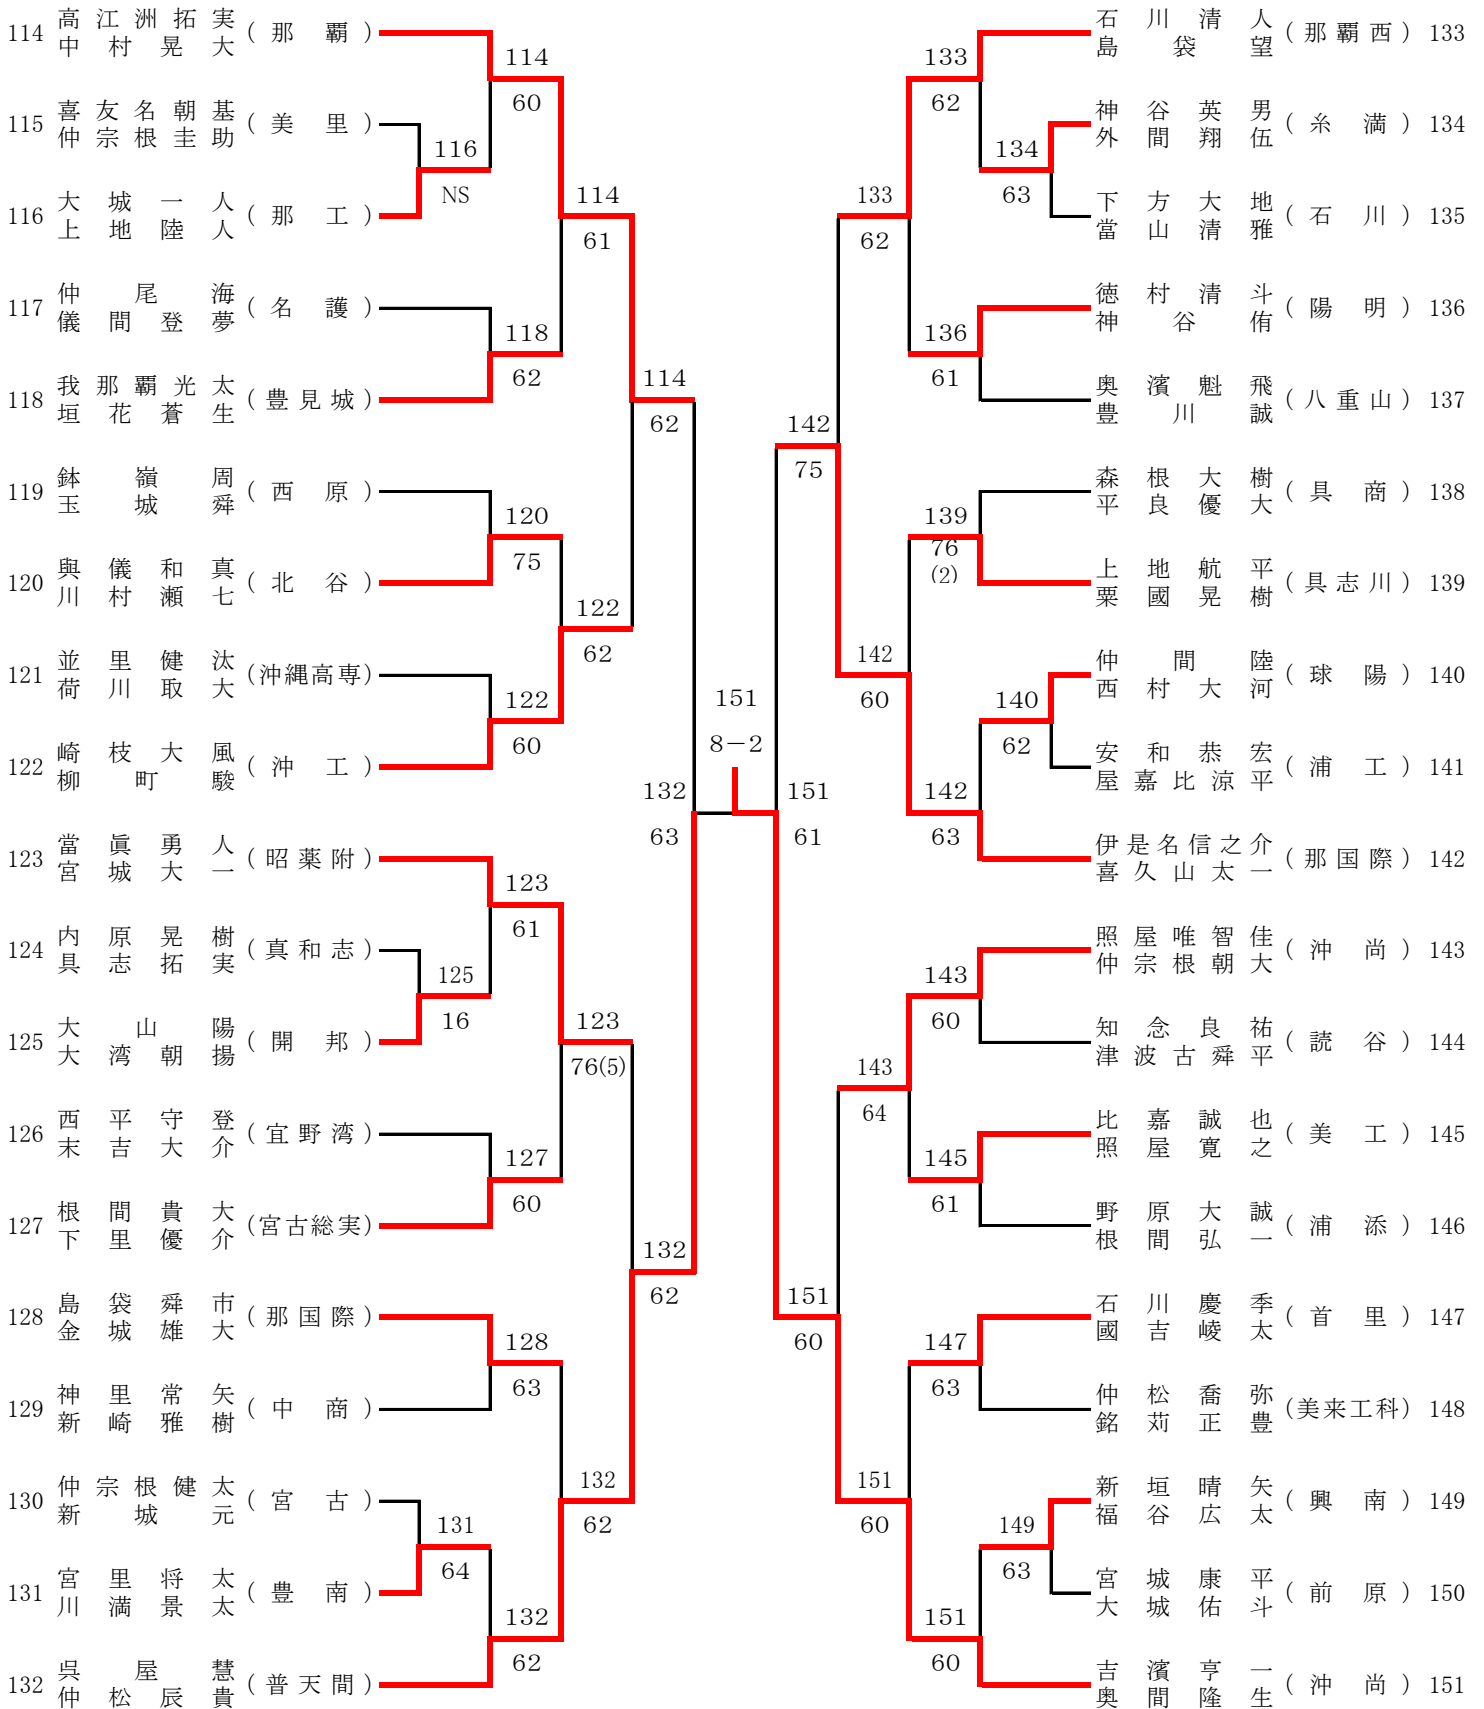 114 高江洲拓実 中村晃大 (那覇)
115 喜友名朝基 仲宗根圭助 (美里)
116 大城一人 上地陸人 (那工)
117 仲尾海 儀間登夢 (名護)
118 我那覇光太 垣花蒼生 (豊見城)
119 鉢嶺周 玉城舜 (西原)
120 與儀和真 川村瀬七 (北谷)
121 並里健汰 荷川取大 (沖縄高専)
122 崎枝大風 柳町駿 (沖工)
123 當眞勇人 宮城大一 (昭薬附)
124 内原晃樹 具志拓実 (真和志)
125 大山陽 大湾朝揚 (開邦)
126 西平守登 末吉大介 (宜野湾)
127 根間貴大 下里優介 (宮古総実)
128 島袋舜市 金城雄大 (那国際)
129 神里常矢 新崎雅樹 (中商)
130 仲宗根健太 新城元 (宮古)
131 宮里将太 川満景太 (豊南)
132 呉屋慧 仲松辰貴 (普天間)
116
NS
125
16
131
64
114
60
118
62
120
75
122
60
123
61
127
60
128
63
132
62
114
61
122
62
123
76(5)
132
62
114
62
132
62
132
63
151
8－2
142
75
151
61
133
62
142
60
143
64
151
60
151
60
133
62
136
61
139
76
(2)
142
63
143
60
145
61
147
63
151
60
134
63
140
62
149
63
石川清人 島袋望 (那覇西) 133
神谷英男 外間翔伍 (糸満) 134
下方大地 當山清雅 (石川) 135
徳村清斗 神谷侑 (陽明) 136
奥濱魁飛 豊川誠 (八重山) 137
森根大樹 平良優大 (具商) 138
上地航平 粟國晃樹 (具志川) 139
仲間陸 西村大河 (球陽) 140
安和恭宏 屋嘉比涼平 (浦工) 141
伊是名信之介 喜久山太一 (那国際) 142
照屋唯智佳 仲宗根朝大 (沖尚) 143
知念良祐 津波古舜平 (読谷) 144
比嘉誠也 照屋寛之 (美工) 145
野原大誠 根間弘一 (浦添) 146
石川慶季 國吉崚太 (首里) 147
仲松喬弥 銘苅正豊 (美来工科) 148
新垣晴矢 福谷広太 (興南) 149
宮城康平 大城佑斗 (前原) 150
吉濱亨一 奥間隆生 (沖尚) 151